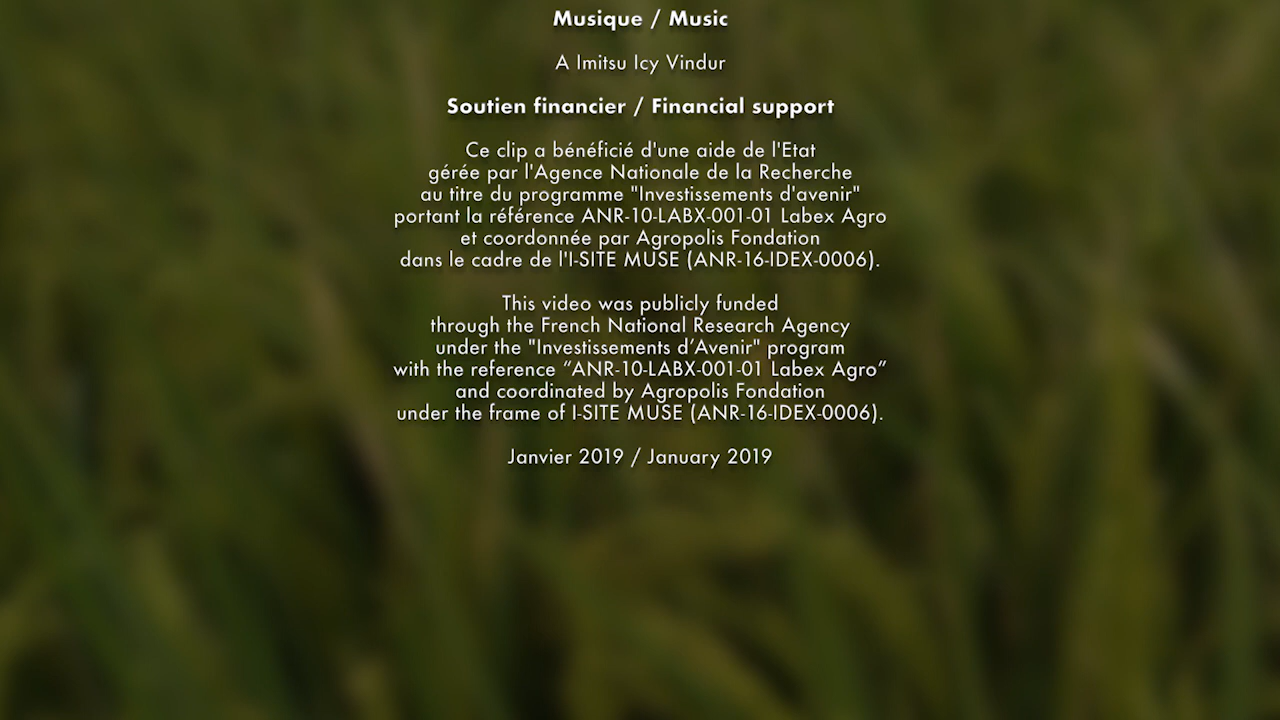 Musique / Music
A Imitsu Icy Vindur
Soutien financier / Financial support
Ce clip a bénéficié d'une aide de l'Etat
gérée par l'Agence Nationale de la Recherche
au titre du programme "Investissements d'avenir"
portant la référence ANR-10-LABX-001-01 Labex Agro
et coordonnée par Agropolis Fondation
dans le cadre de l'I-SITE MUSE (ANR-16-IDEX-0006).
This video was publicly funded
through the French National Research Agency
under the "Investissements d’Avenir" program
with the reference “ANR-10-LABX-001-01 Labex Agro”
and coordinated by Agropolis Fondation
under the frame of I-SITE MUSE (ANR-16-IDEX-0006).
Janvier 2019 / January 2019